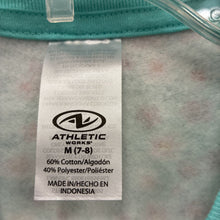 ATHLETIC
WORKS
M (7-8)
60% Cotton/Algodón
40% Polyester/Poliéster
MADE IN/HECHO EN
INDONESIA